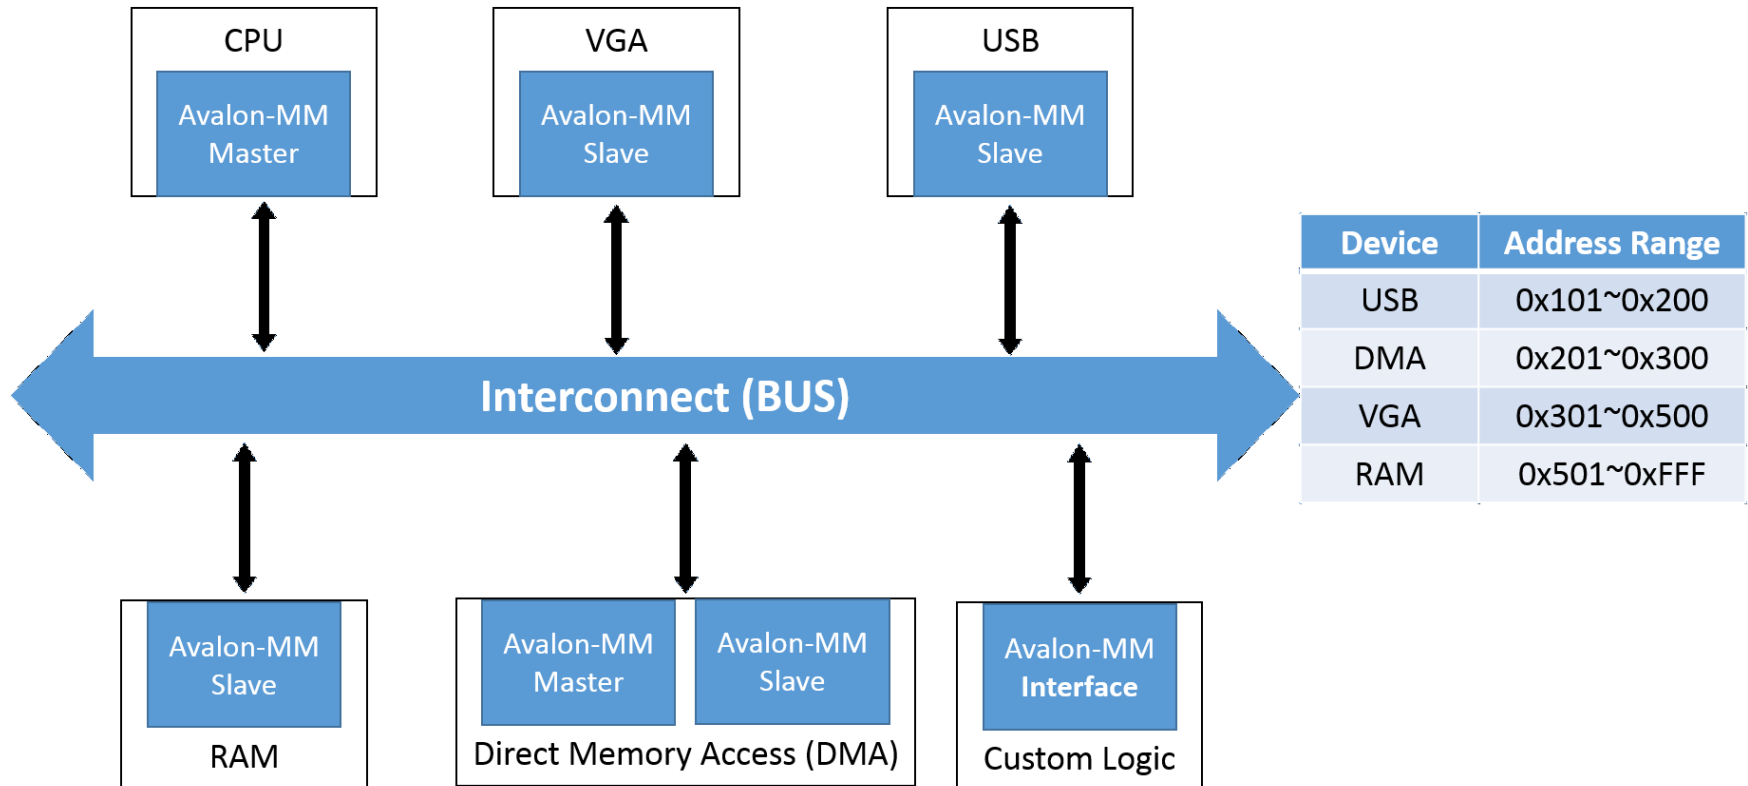 CPU
Avalon-MM
Master
VGA
Avalon-MM
Slave
USB
Avalon-MM
Slave
Interconnect (BUS)
Device Address Range
USB 0x101~0x200
DMA 0x201~0x300
VGA 0x301~0x500
RAM 0x501~0xFFF
Avalon-MM
Slave
RAM
Avalon-MM
Master
Avalon-MM
Slave
Direct Memory Access (DMA)
Avalon-MM
Interface
Custom Logic